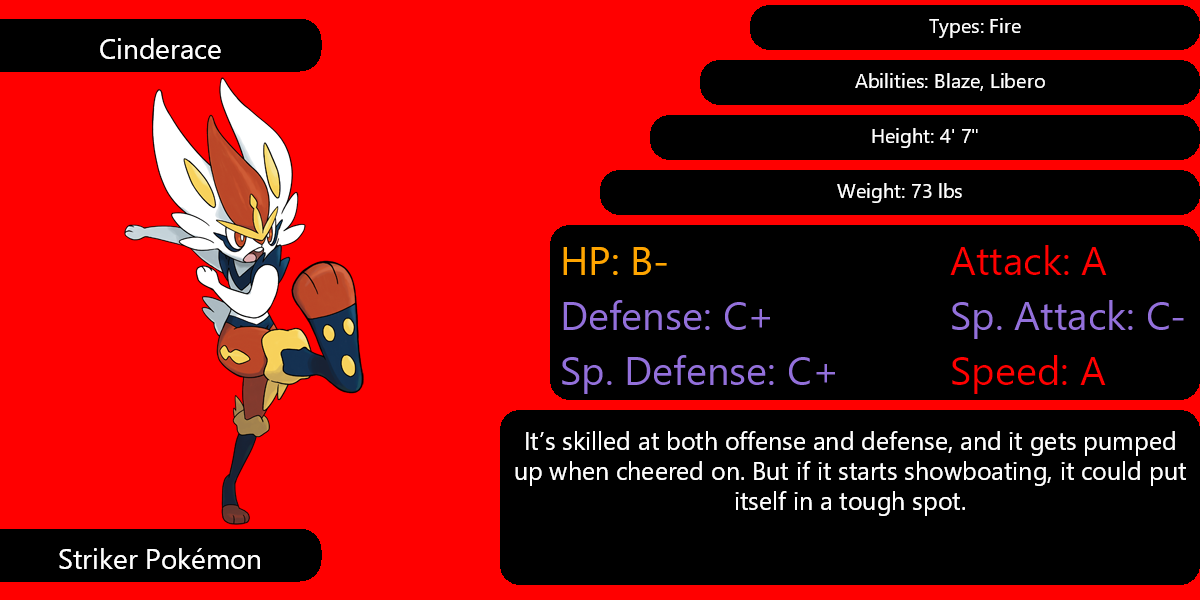 Cinderace
Types: Fire
Abilities: Blaze, Libero
Height: 4' 7"
Weight: 73 lbs
HP: B-
Attack: A
Defense: C+
Sp. Attack: C-
Sp. Defense: C+
Speed: A
It’s skilled at both offense and defense, and it gets pumped
up when cheered on. But if it starts showboating, it could put
itself in a tough spot.
Striker Pokémon